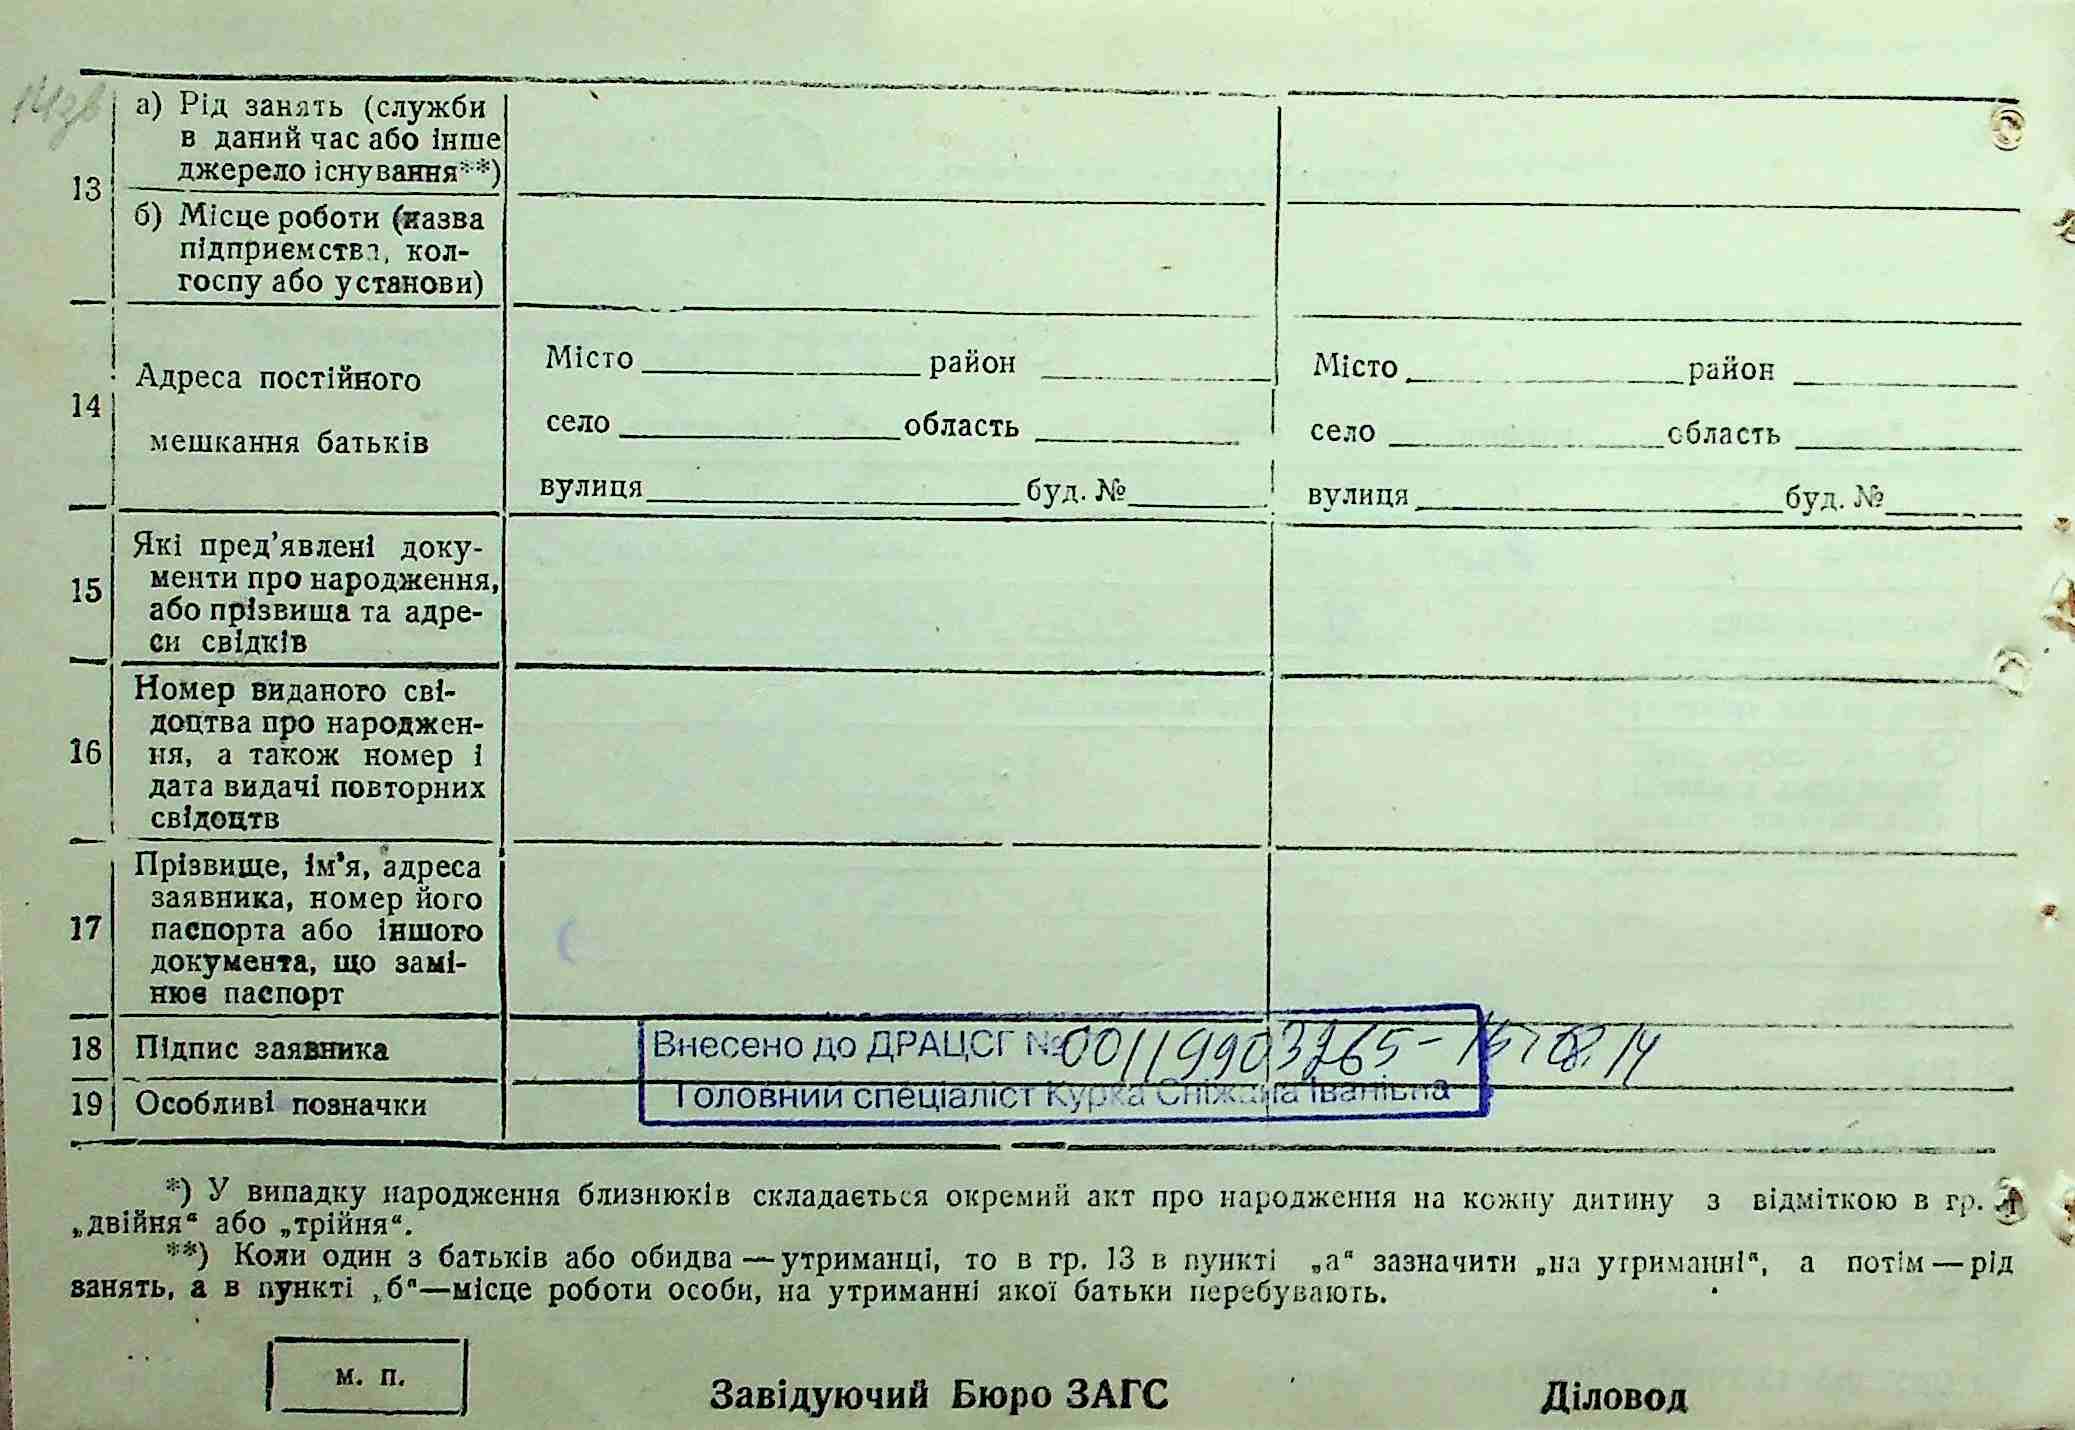 14зв
13
а) Рід занять (служби
в даний час або інше
джерело існування**)
б) Місце роботи (назва
підприємства, кол-
госпу або установи)
14
Адреса постійного
мешкання батьків
Місто район
село область
вулиця буд. №
Місто район
село область
вулиця буд. №
15
Які пред'явлені доку-
менти про народження,
або прізвища та адре-
си свідків
16
Номер виданого сві-
доцтва про народжен-
ня, а також номер і
дата видачі повторних
свідоцтв
17
Прізвище, ім'я, адреса
заявника, номер його
паспорта або іншого
документа, що замі-
нює паспорт
18 Підпис заявника
Внесено до ДРАЦСГ № 00119903265 - 15.08.14
Головний спеціаліст Курка Сніжана Іванівна
19 Особливі позначки
*) У випадку народження близнюків складається окремий акт про народження на кожну дитину з відміткою в гр. 4
„двійня“ або „трійня“.
**) Коли один з батьків або обидва — утриманці, то в гр. 13 в пункті „а“ зазначити „на утриманні“, а потім — рід
занять, а в пункті „б“—місце роботи особи, на утриманні якої батьки перебувають.
м. п.
Завідуючий Бюро ЗАГС Діловод